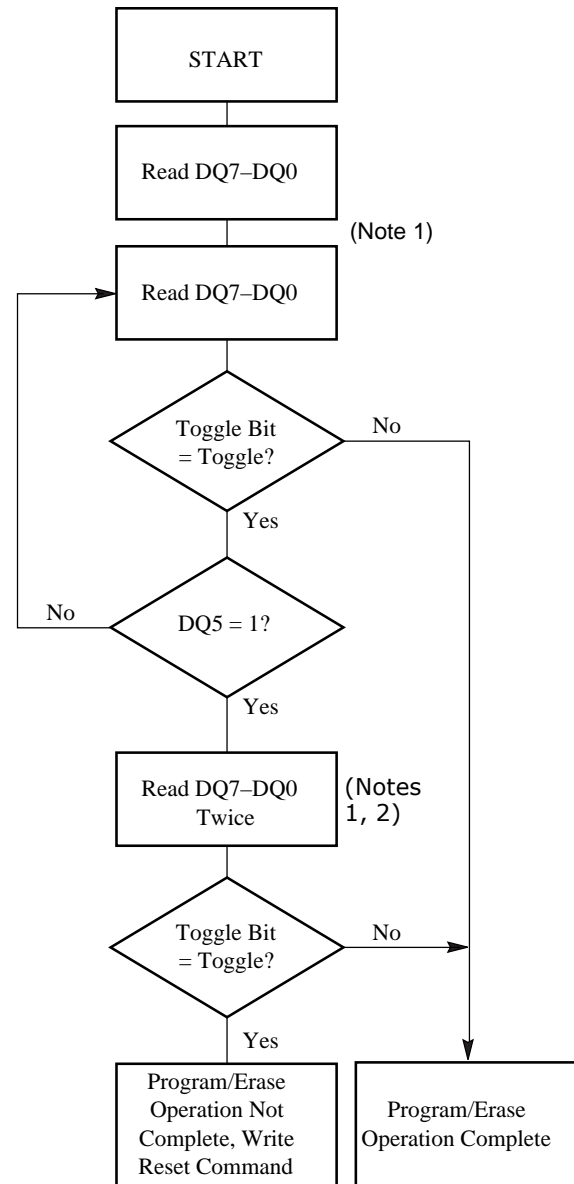 START
Read DQ7–DQ0
(Note 1)
Read DQ7–DQ0
Toggle Bit
= Toggle?
No
Yes
No
DQ5 = 1?
Yes
Read DQ7–DQ0
Twice
(Notes
1, 2)
Toggle Bit
= Toggle?
No
Yes
Program/Erase
Operation Not
Complete, Write
Reset Command
Program/Erase
Operation Complete